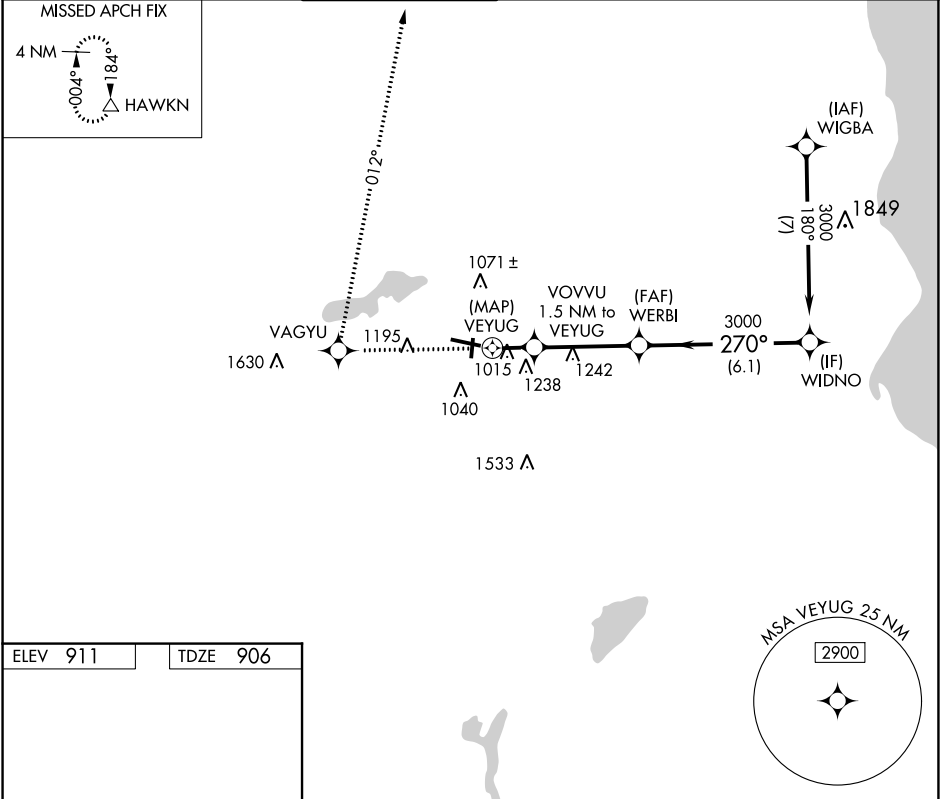 MISSED APCH FIX
4 NM
004°
184°
HAWKN
012°
(IAF)
WIGBA
3000
180°
(7)
1849
1071 ±
(MAP)
VEYUG
VOVVU
1.5 NM to
VEYUG
(FAF)
WERBI
3000
270°
(6.1)
(IF)
WIDNO
VAGYU
1195
1630
1015
1238
1242
1040
1533
MSA VEYUG 25 NM
2900
ELEV 911
TDZE 906